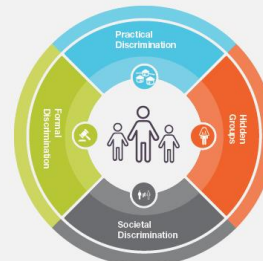 Practical
Discrimination
Formal
Discrimination
Hidden
Groups
Societal
Discrimination